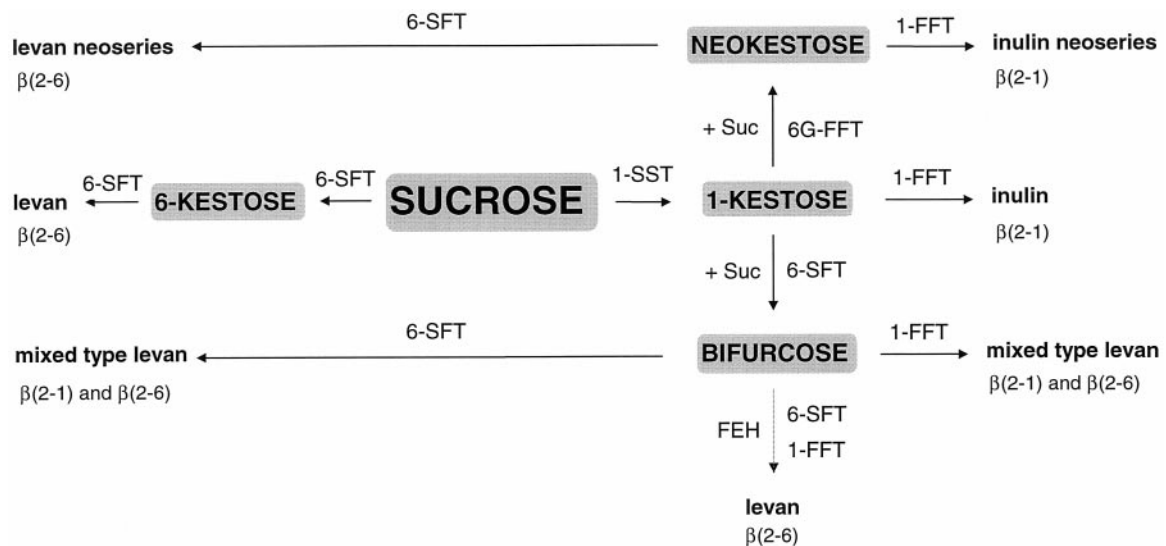 6-SFT
levan neoseries
β(2-6)
NEOKESTOSE
1-FFT
inulin neoseries
β(2-1)
+ Suc
6G-FFT
levan
β(2-6)
6-SFT
6-KESTOSE
6-SFT
SUCROSE
1-SST
1-KESTOSE
1-FFT
inulin
β(2-1)
+ Suc
6-SFT
mixed type levan
β(2-1) and β(2-6)
6-SFT
BIFURCOSE
1-FFT
mixed type levan
β(2-1) and β(2-6)
FEH
6-SFT
1-FFT
levan
β(2-6)